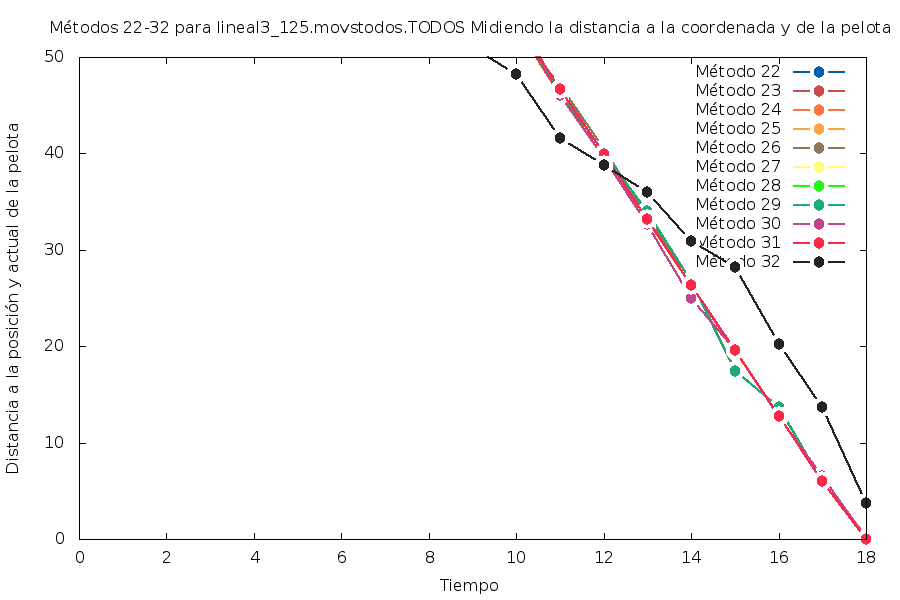 Métodos 22-32 para lineal3_125.movstodos.TODOS Midiendo la distancia a la coordenada y de la pelota
Distancia a la posición y actual de la pelota
50
40
30
20
10
0
Método 22
Método 23
Método 24
Método 25
Método 26
Método 27
Método 28
Método 29
Método 30
Método 31
Método 32
0 2 4 6 8 10 12 14 16 18
Tiempo